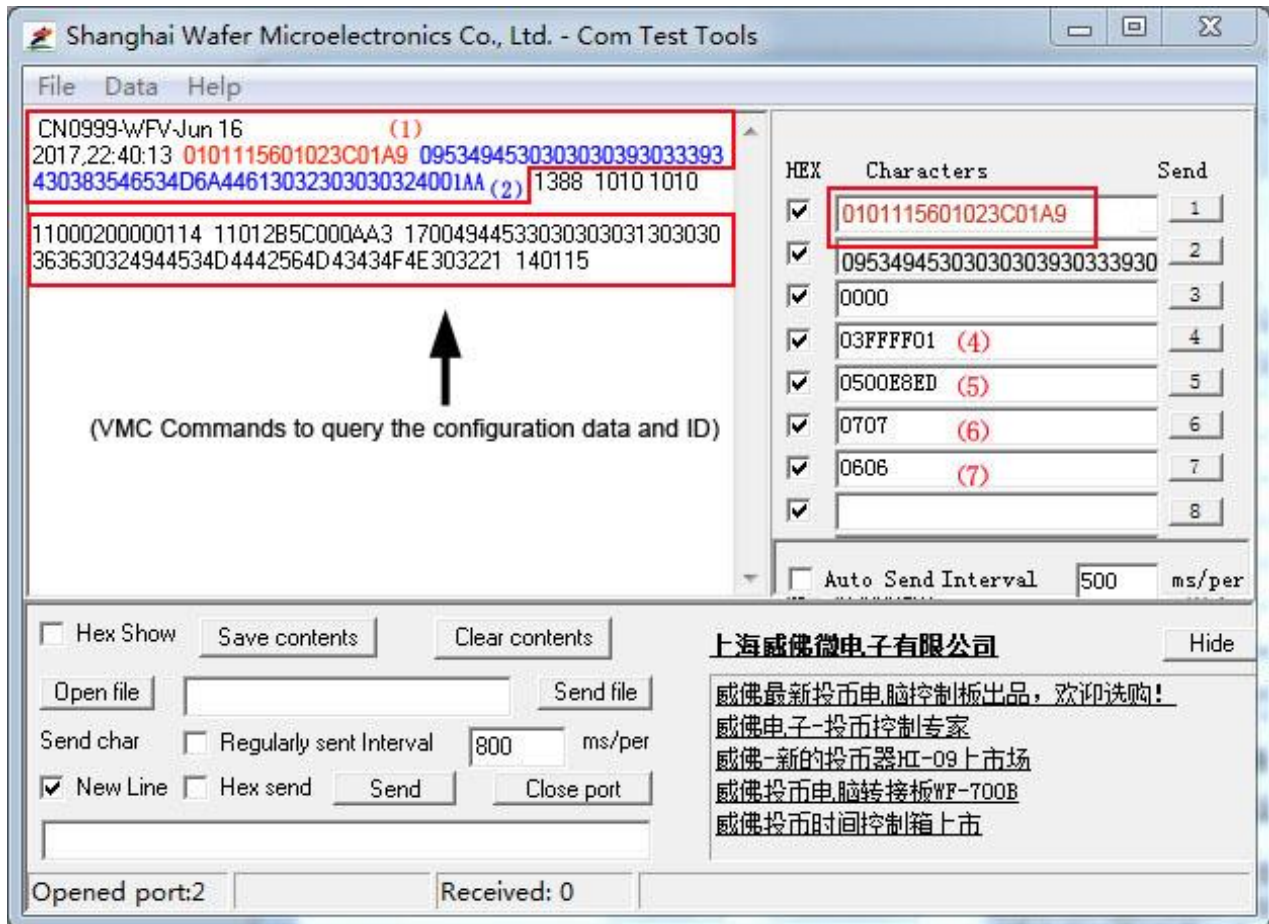 Shanghai Wafer Microelectronics Co., Ltd. - Com Test Tools
File Data Help
CN0999-WFV-Jun 16 (1)
2017,22:40:13 0101115601023C01A9 09534945303030303930333​93
430383546534D6A44613032303030324001AA (2) 1388 1010 1010
11000200000114 11012B5C000AA3 17004944533030303031303030
363630324944534D4442564D43434F4E303221 140115
(VMC Commands to query the configuration data and ID)
HEX Characters Send
0101115601023C01A9 1
09534945303030303930333930 2
0000 3
03FFFF01 (4) 4
0500E8ED (5) 5
0707 (6) 6
0606 (7) 7
8
Auto Send Interval 500 ms/per
Hex Show Save contents Clear contents
Open file Send file
Send char Regularly sent Interval 800 ms/per
New Line Hex send Send Close port
上海威佛微电子有限公司 Hide
威佛最新投币电脑控制板出品，欢迎选购！
威佛电子-投币控制专家
威佛-新的投币器HI-09上市场
威佛投币电脑转接板WF-700B
威佛投币时间控制箱上市
Opened port:2 Received: 0